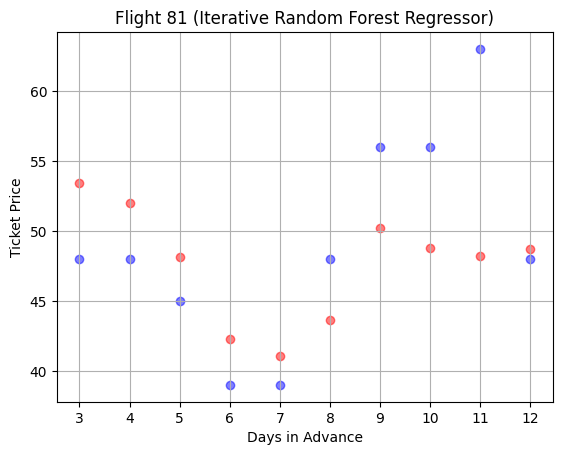 Flight 81 (Iterative Random Forest Regressor)
Ticket Price
60
55
50
45
40
3 4 5 6 7 8 9 10 11 12
Days in Advance